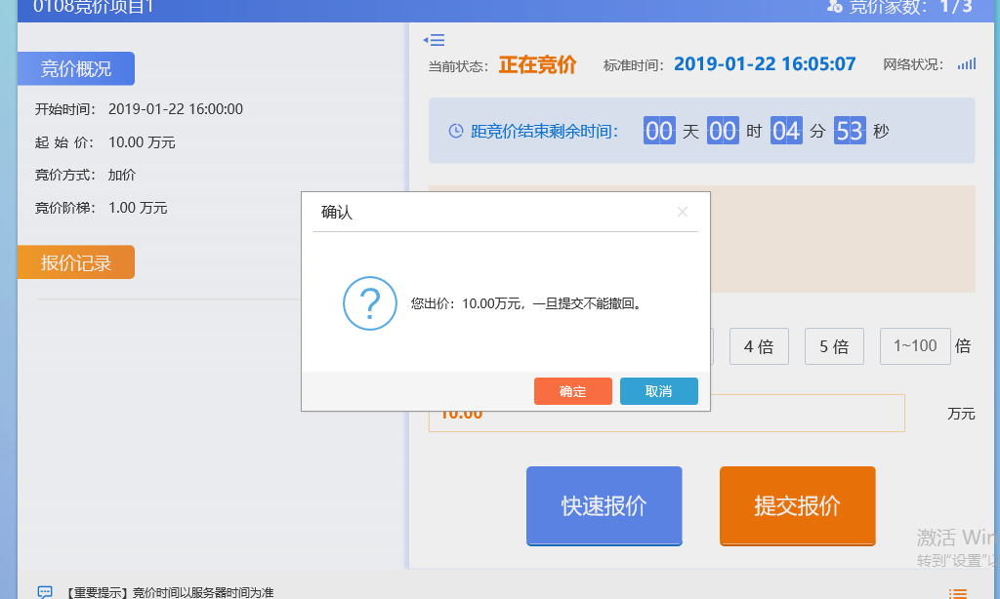 0108竞价项目1
竞价家数：1 / 3
竞价概况
开始时间： 2019-01-22 16:00:00
起 始 价： 10.00 万元
竞价方式： 加价
竞价阶梯： 1.00 万元
报价记录
当前状态： 正在竞价 标准时间： 2019-01-22 16:05:07 网络状况：
距竞价结束剩余时间： 00 天 00 时 04 分 53 秒
确认
您出价：10.00万元，一旦提交不能撤回。
确定 取消
4 倍 5 倍 1~100 倍
10.00 万元
快速报价 提交报价
激活 Win
转到"设置"以
【重要提示】竞价时间以服务器时间为准